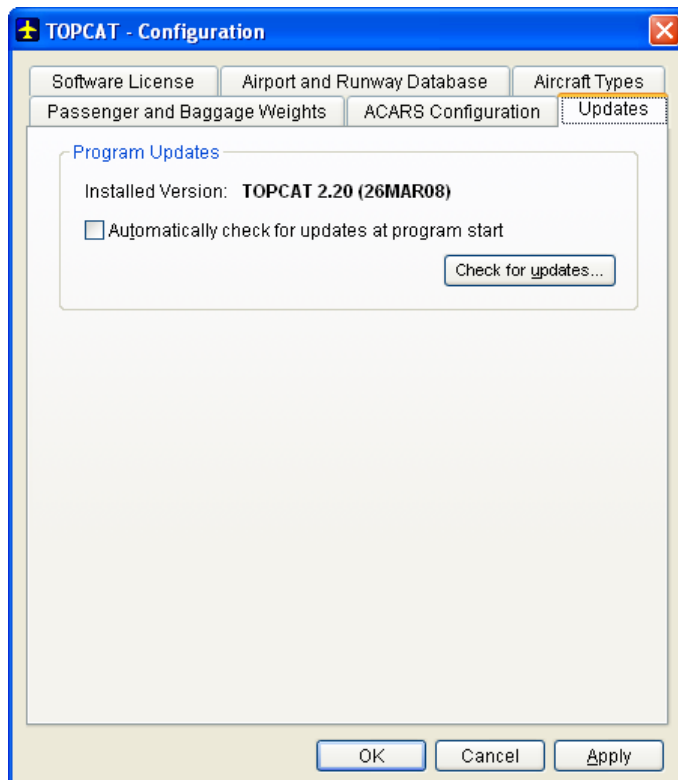 TOPCAT - Configuration
Software License Airport and Runway Database Aircraft Types
Passenger and Baggage Weights ACARS Configuration Updates
Program Updates
Installed Version: TOPCAT 2.20 (26MAR08)
Automatically check for updates at program start
Check for updates...
OK Cancel Apply